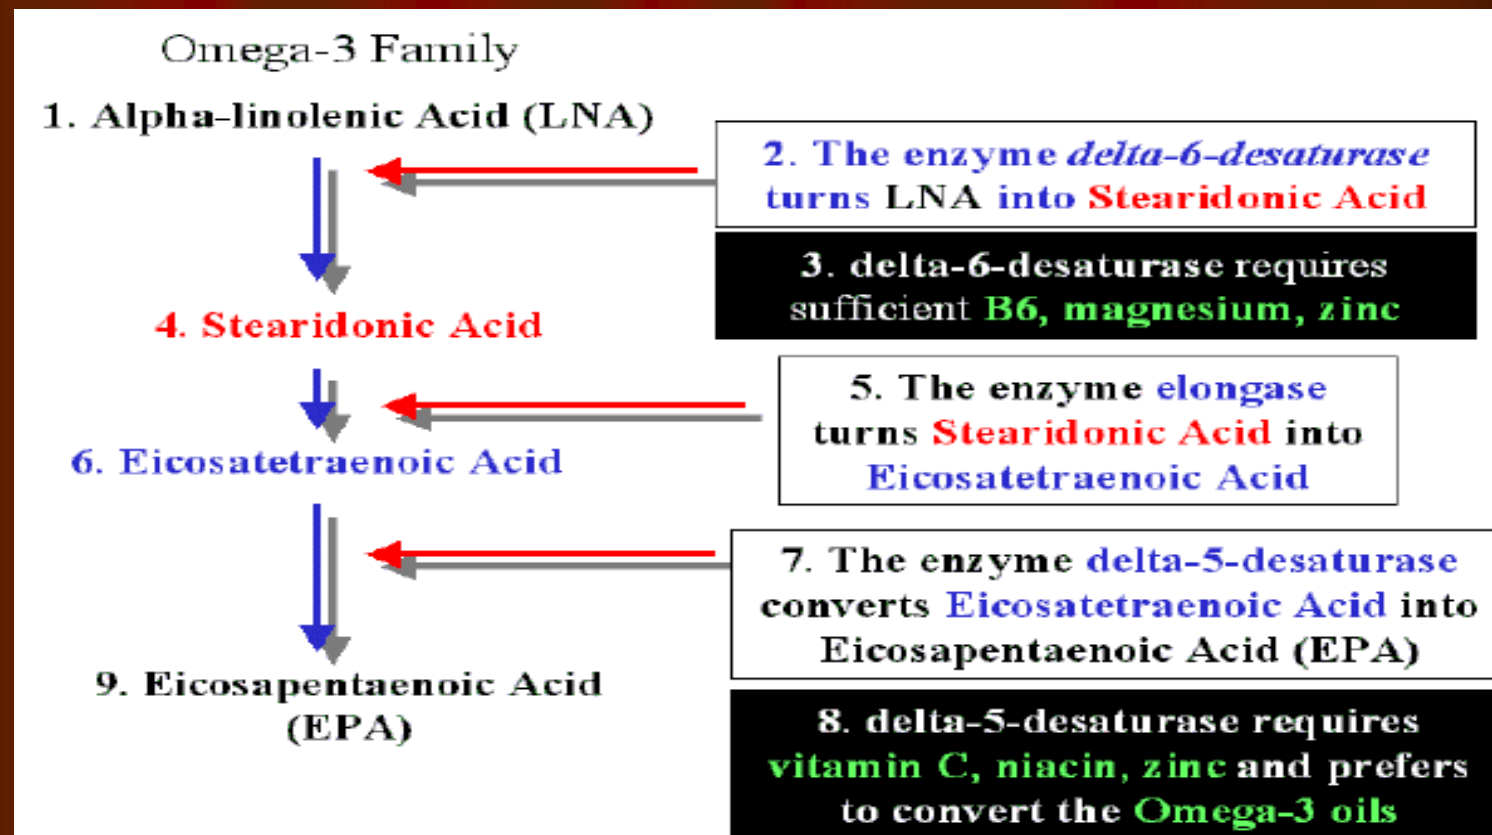 Omega-3 Family
1. Alpha-linolenic Acid (LNA)
2. The enzyme delta-6-desaturase
turns LNA into Stearidonic Acid
3. delta-6-desaturase requires
sufficient B6, magnesium, zinc
4. Stearidonic Acid
5. The enzyme elongase
turns Stearidonic Acid into
Eicosatetraenoic Acid
6. Eicosatetraenoic Acid
7. The enzyme delta-5-desaturase
converts Eicosatetraenoic Acid into
Eicosapentaenoic Acid (EPA)
8. delta-5-desaturase requires
vitamin C, niacin, zinc and prefers
to convert the Omega-3 oils
9. Eicosapentaenoic Acid
(EPA)